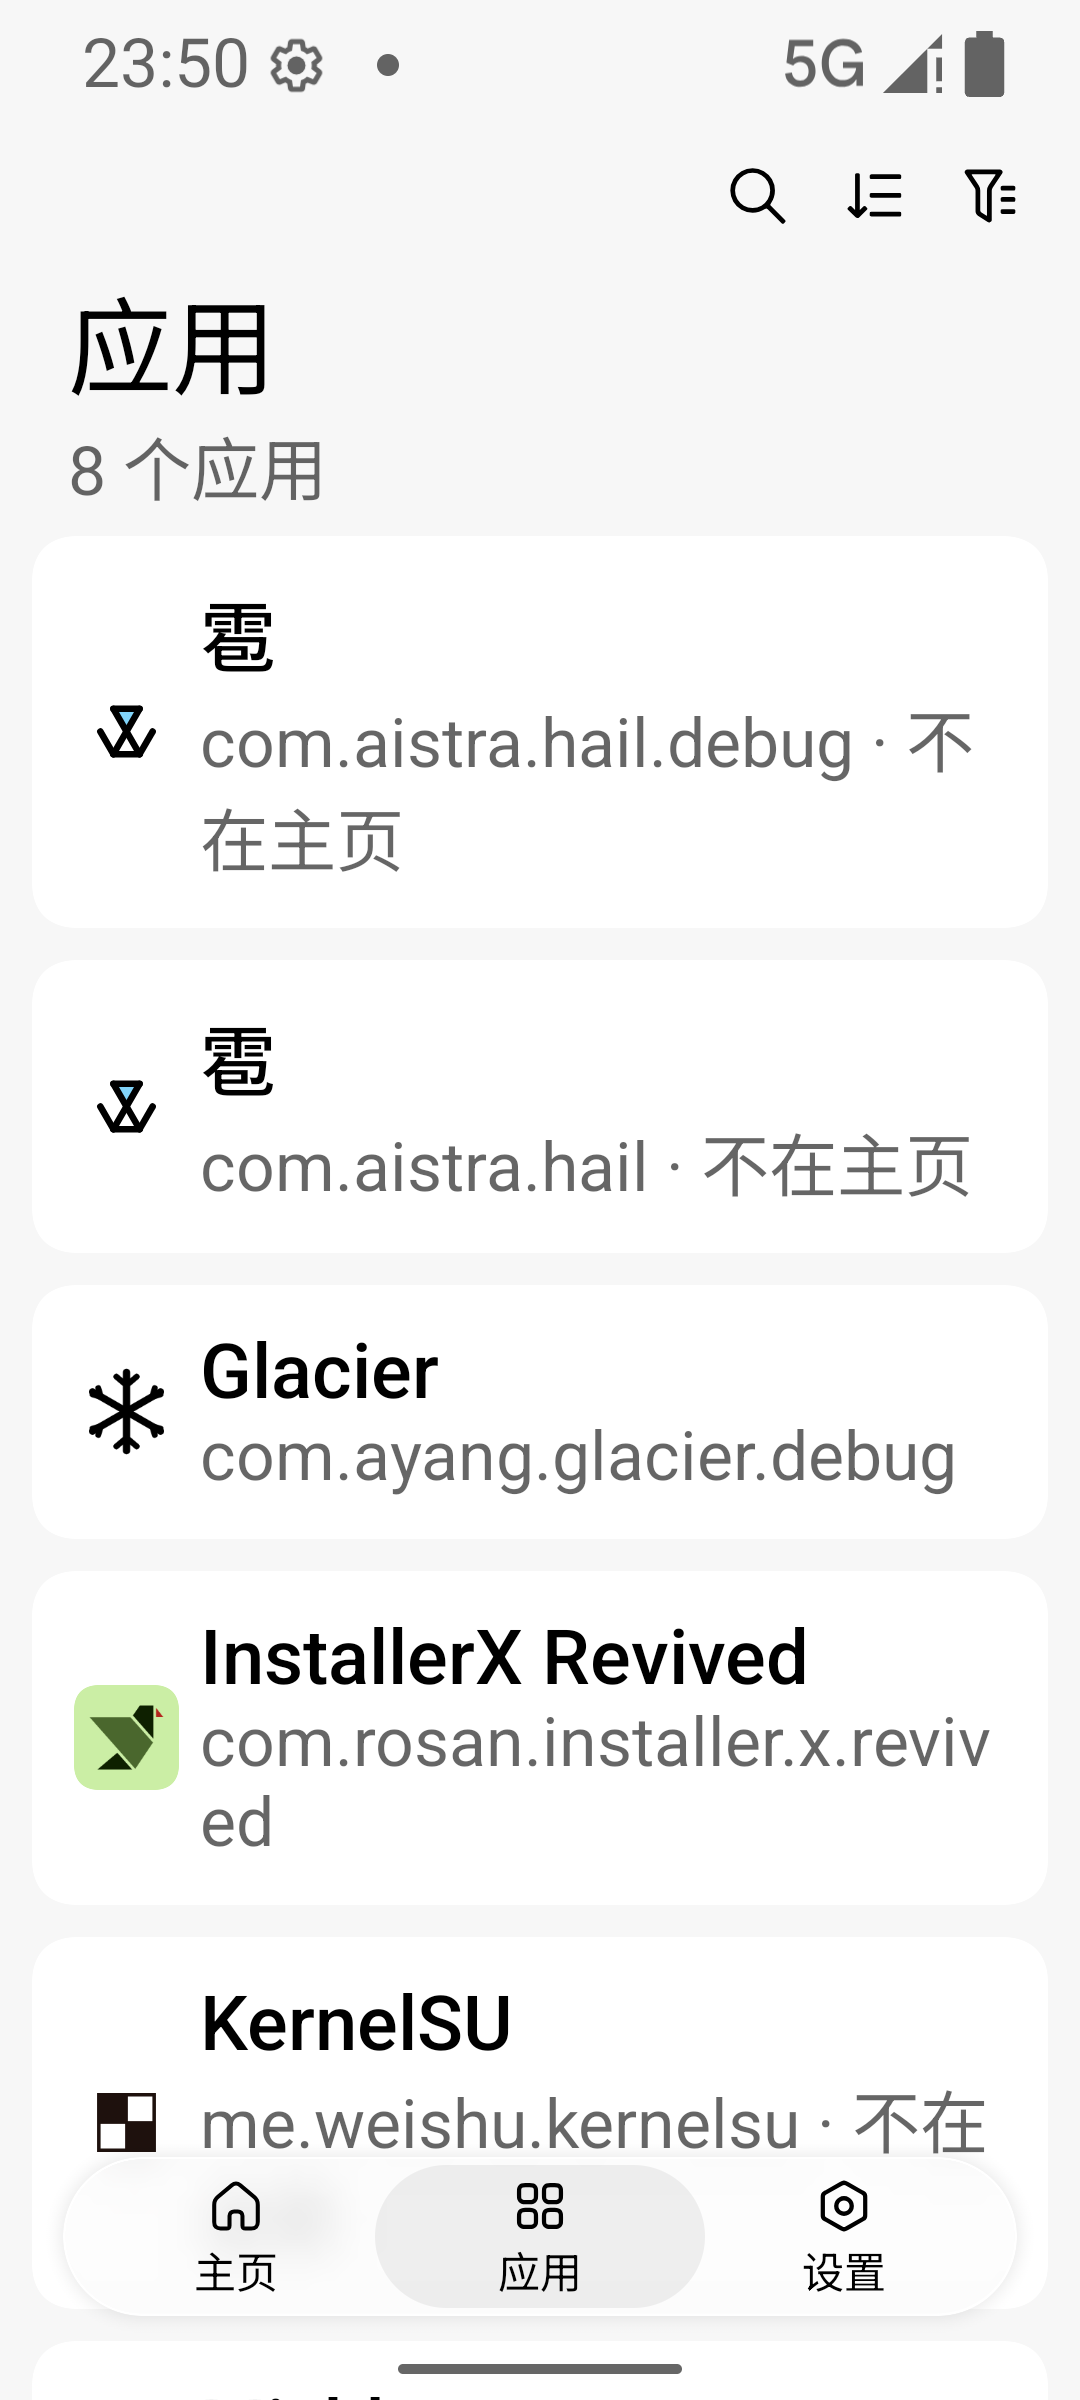 23:50
5G
应用
8 个应用
雹
com.aistra.hail.debug · 不
在主页
雹
com.aistra.hail · 不在主页
Glacier
com.ayang.glacier.debug
InstallerX Revived
com.rosan.installer.x.reviv
ed
KernelSU
me.weishu.kernelsu · 不在
主页
应用
设置